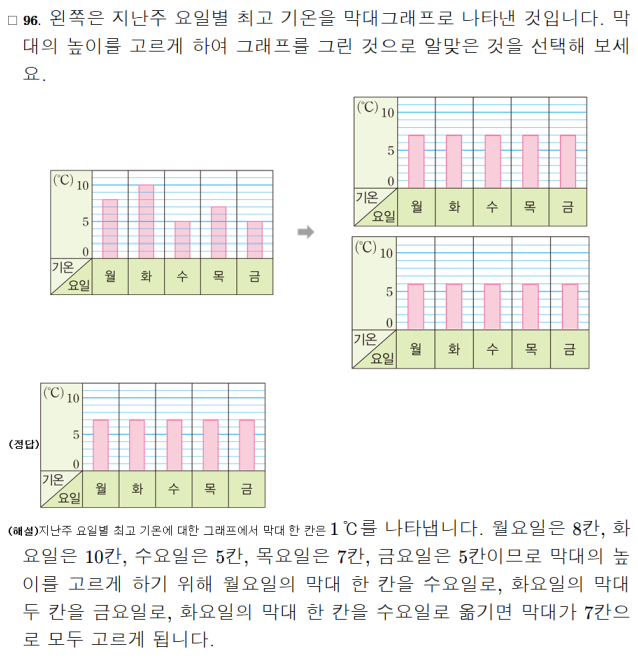 □ 96. 왼쪽은 지난주 요일별 최고 기온을 막대그래프로 나타낸 것입니다. 막
대의 높이를 고르게 하여 그래프를 그린 것으로 알맞은 것을 선택해 보세
요.
(℃) 10
5
0
기온
요일 월 화 수 목 금
(℃) 10
5
0
기온
요일 월 화 수 목 금
(℃) 10
5
0
기온
요일 월 화 수 목 금
(정답)
(℃) 10
5
0
기온
요일 월 화 수 목 금
(해설)지난주 요일별 최고 기온에 대한 그래프에서 막대 한 칸은 1 ℃를 나타냅니다. 월요일은 8칸, 화
요일은 10칸, 수요일은 5칸, 목요일은 7칸, 금요일은 5칸이므로 막대의 높
이를 고르게 하기 위해 월요일의 막대 한 칸을 수요일로, 화요일의 막대
두 칸을 금요일로, 화요일의 막대 한 칸을 수요일로 옮기면 막대가 7칸으
로 모두 고르게 됩니다.